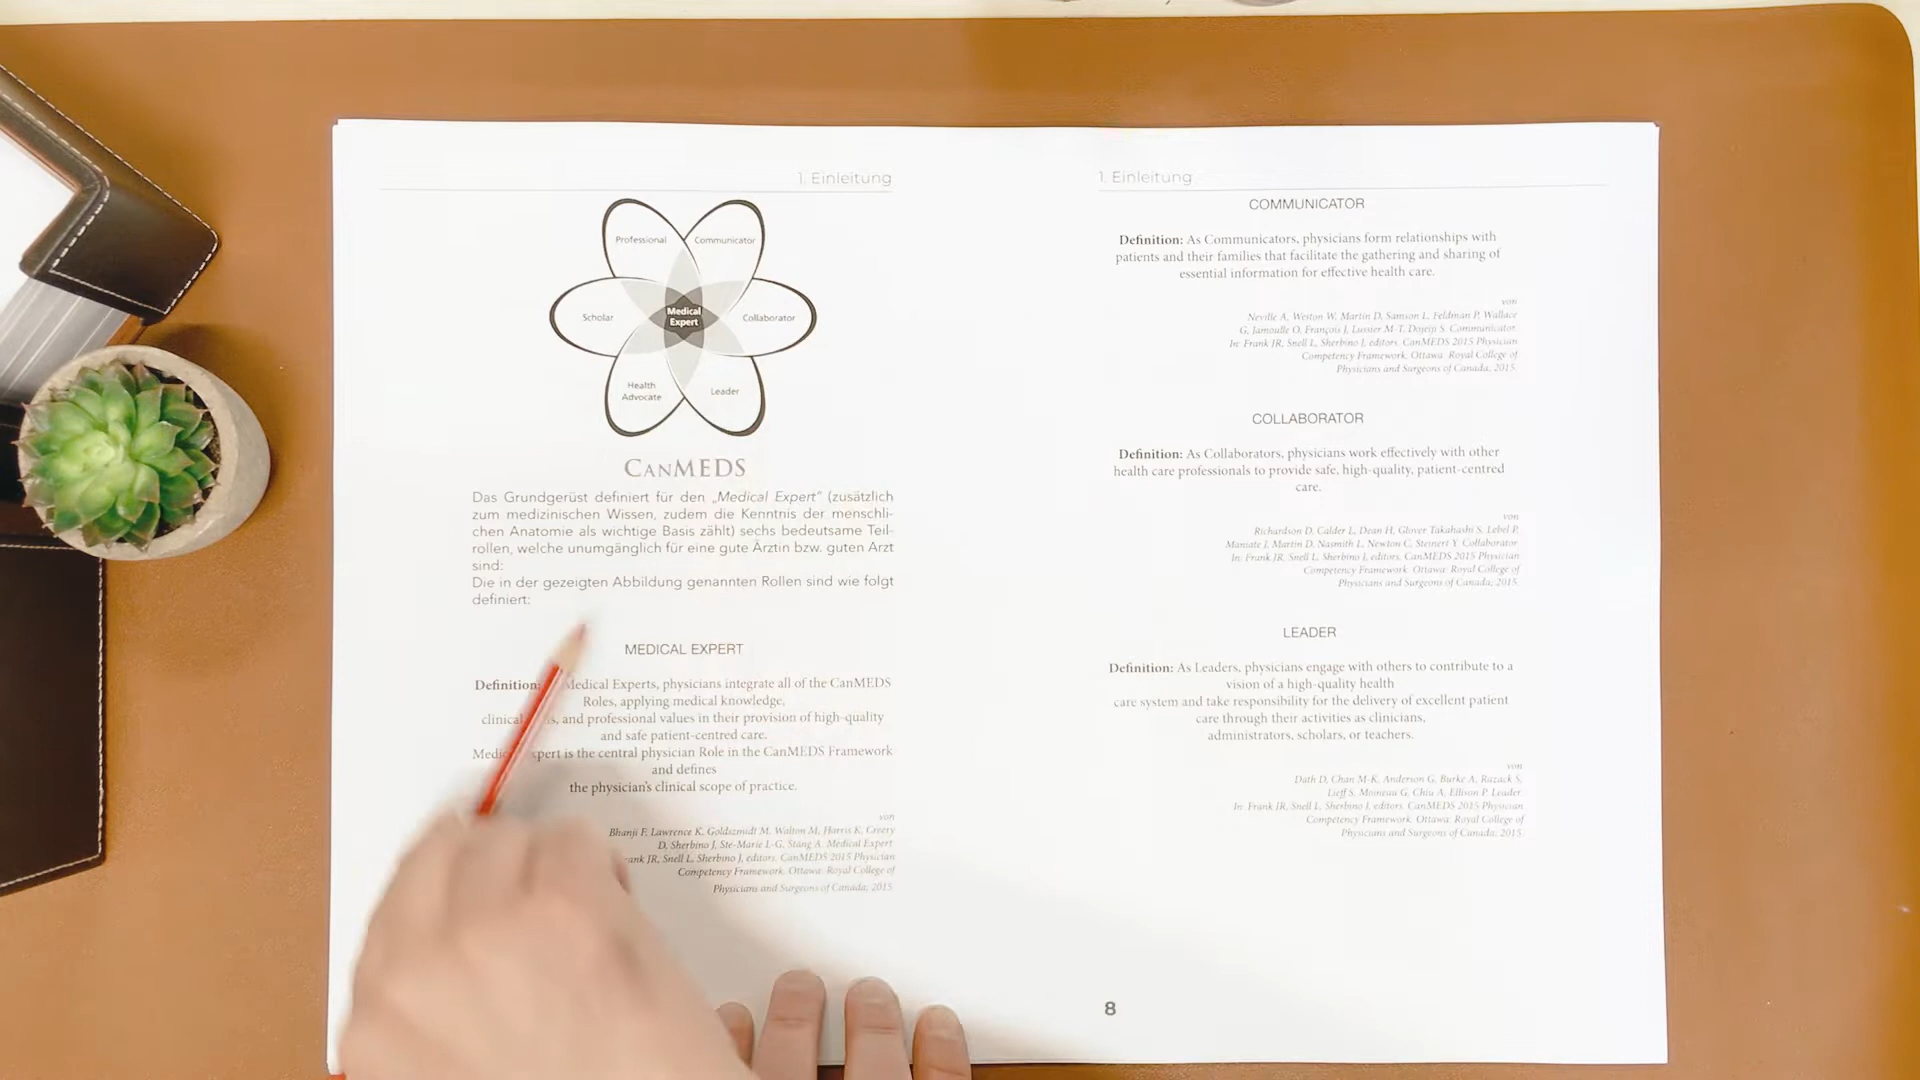 1. Einleitung
Professional
Communicator
Scholar
Medical
Expert
Collaborator
Health
Advocate
Leader
CANMEDS
Das Grundgerüst definiert für den „Medical Expert" (zusätzlich
zum medizinischen Wissen, zudem die Kenntnis der menschli-
chen Anatomie als wichtige Basis zählt) sechs bedeutsame Teil-
rollen, welche unumgänglich für eine gute Ärztin bzw. guten Arzt
sind:
Die in der gezeigten Abbildung genannten Rollen sind wie folgt
definiert:
MEDICAL EXPERT
Definition: Medical Experts, physicians integrate all of the CanMEDS
Roles, applying medical knowledge,
clinical and professional values in their provision of high-quality
and safe patient-centred care.
is the central physician Role in the CanMEDS Framework
and defines
the physician's clinical scope of practice.
von
Bhanji F, Lawrence K, Goldszmidt M, Walton M, Harris K, Creery
D, Sherbino J, Ste-Marie L-G, Stang A. Medical Expert
JR, Snell L, Sherbino J, editors. CanMEDS 2015 Physician
Competency Framework. Ottawa: Royal College of
Physicians and Surgeons of Canada; 2015.
1. Einleitung
COMMUNICATOR
Definition: As Communicators, physicians form relationships with
patients and their families that facilitate the gathering and sharing of
essential information for effective health care.
von
Neville A, Weston W, Martin D, Samson L, Feldman P, Wallace
G, Jamoulle O, François J, Lussier M-T, Dojeiji S. Communicator.
In: Frank JR, Snell L, Sherbino J, editors. CanMEDS 2015 Physician
Competency Framework. Ottawa: Royal College of
Physicians and Surgeons of Canada; 2015.
COLLABORATOR
Definition: As Collaborators, physicians work effectively with other
health care professionals to provide safe, high-quality, patient-centred
care.
von
Richardson D, Calder L, Dean H, Glover Takahashi S, Lebel P,
Maniate J, Martin D, Nasmith L, Newton C, Steinert Y. Collaborator.
In: Frank JR, Snell L, Sherbino J, editors. CanMEDS 2015 Physician
Competency Framework. Ottawa: Royal College of
Physicians and Surgeons of Canada; 2015.
LEADER
Definition: As Leaders, physicians engage with others to contribute to a
vision of a high-quality health
care system and take responsibility for the delivery of excellent patient
care through their activities as clinicians,
administrators, scholars, or teachers.
von
Dath D, Chan M-K, Anderson G, Burke A, Razack S,
Lieff S, Moineau G, Chiu A, Ellison P. Leader.
In: Frank JR, Snell L, Sherbino J, editors. CanMEDS 2015 Physician
Competency Framework. Ottawa: Royal College of
Physicians and Surgeons of Canada; 2015.
8